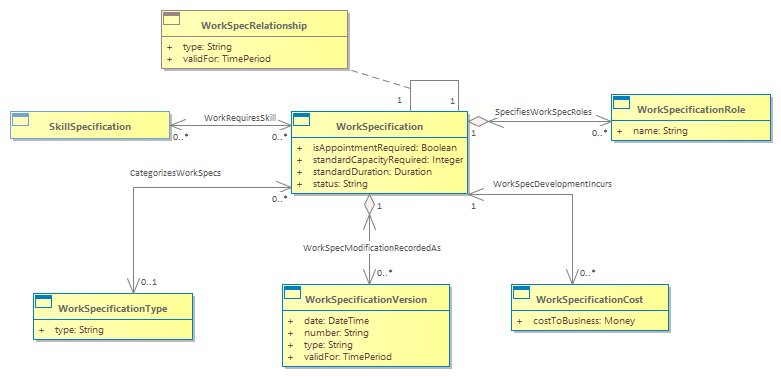 WorkSpecRelationship
+ type: String
+ validFor: TimePeriod
1
1
SkillSpecification
WorkRequiresSkill
0..*
0..*
WorkSpecification
+ isAppointmentRequired: Boolean
+ standardCapacityRequired: Integer
+ standardDuration: Duration
+ status: String
SpecifiesWorkSpecRoles
1
0..*
WorkSpecificationRole
+ name: String
CategorizesWorkSpecs
0..*
0..1
1
WorkSpecModificationRecordedAs
0..*
WorkSpecDevelopmentIncurs
1
0..*
WorkSpecificationType
+ type: String
WorkSpecificationVersion
+ date: DateTime
+ number: String
+ type: String
+ validFor: TimePeriod
WorkSpecificationCost
+ costToBusiness: Money